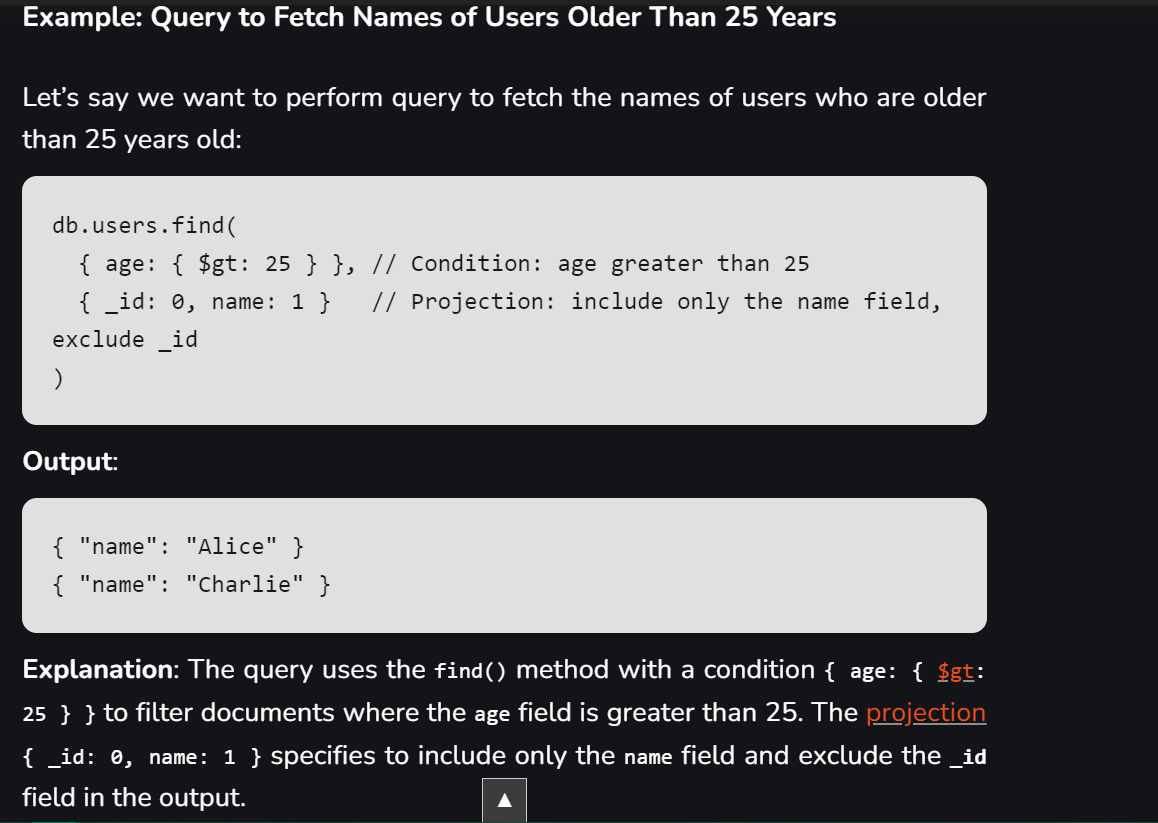 Example: Query to Fetch Names of Users Older Than 25 Years
Let’s say we want to perform query to fetch the names of users who are older
than 25 years old:
db.users.find(
  { age: { $gt: 25 } }, // Condition: age greater than 25
  { _id: 0, name: 1 }   // Projection: include only the name field,
exclude _id
)
Output:
{ "name": "Alice" }
{ "name": "Charlie" }
Explanation: The query uses the find() method with a condition { age: { $gt:
25 } } to filter documents where the age field is greater than 25. The projection
{ _id: 0, name: 1 } specifies to include only the name field and exclude the _id
field in the output.